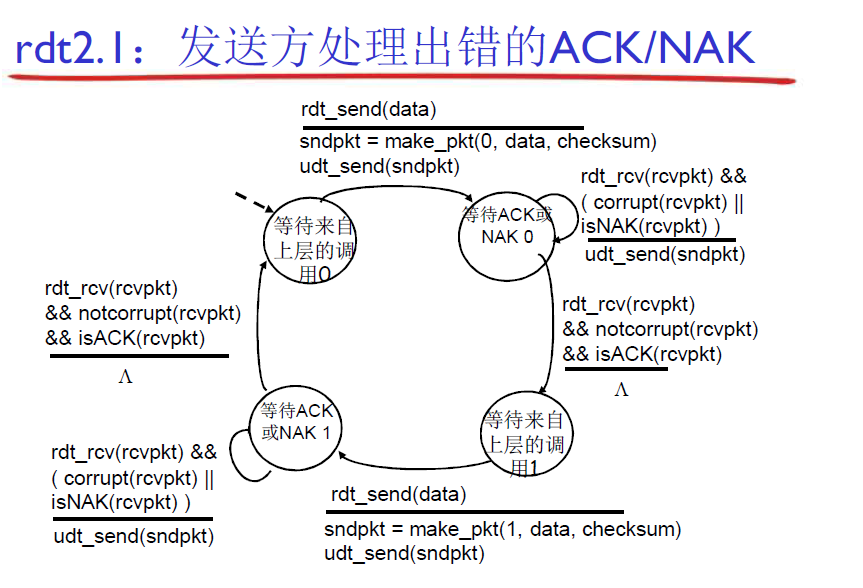 rdt2.1：发送方处理出错的ACK/NAK
rdt_send(data)
sndpkt = make_pkt(0, data, checksum)
udt_send(sndpkt)
等待来自
上层的调
用0
等待ACK或
NAK 0
rdt_rcv(rcvpkt) &&
( corrupt(rcvpkt) ||
isNAK(rcvpkt) )
udt_send(sndpkt)
rdt_rcv(rcvpkt)
&& notcorrupt(rcvpkt)
&& isACK(rcvpkt)
Λ
rdt_rcv(rcvpkt)
&& notcorrupt(rcvpkt)
&& isACK(rcvpkt)
Λ
等待ACK
或NAK 1
等待来自
上层的调
用1
rdt_rcv(rcvpkt) &&
( corrupt(rcvpkt) ||
isNAK(rcvpkt) )
udt_send(sndpkt)
rdt_send(data)
sndpkt = make_pkt(1, data, checksum)
udt_send(sndpkt)